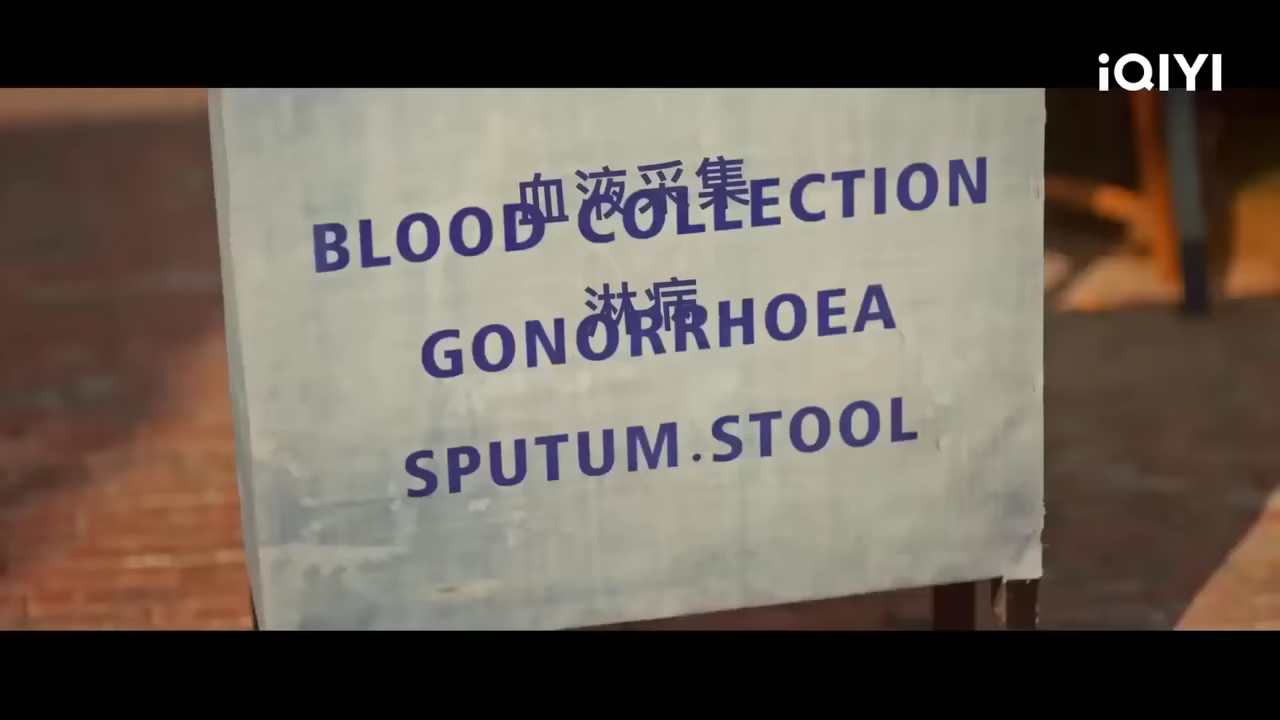 iQIYI
血液采集
BLOOD COLLECTION
淋病
GONORRHOEA
SPUTUM.STOOL